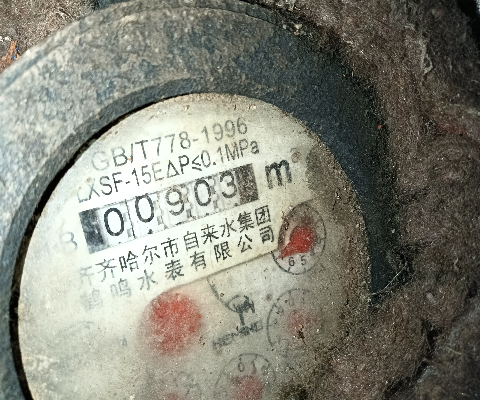 GB/T778-1996
LXSF-15E△P≤0.1MPa
00903 m³
齐齐哈尔市自来水集团
鹤鸣水表有限公司